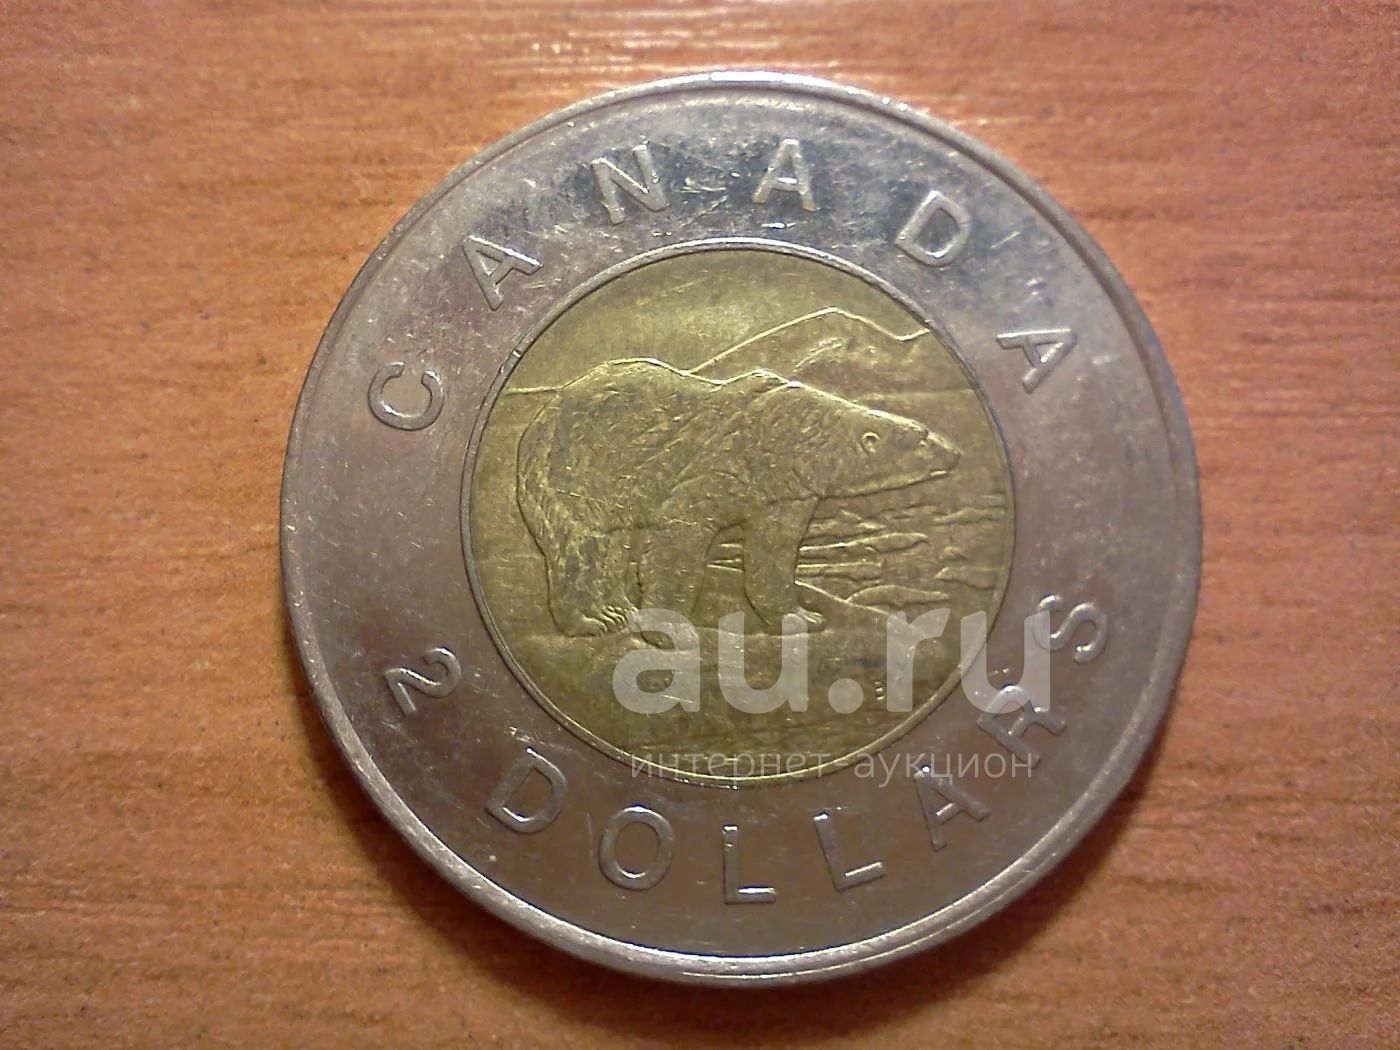 CANADA
au.ru
интернет-аукцион
2 DOLLARS